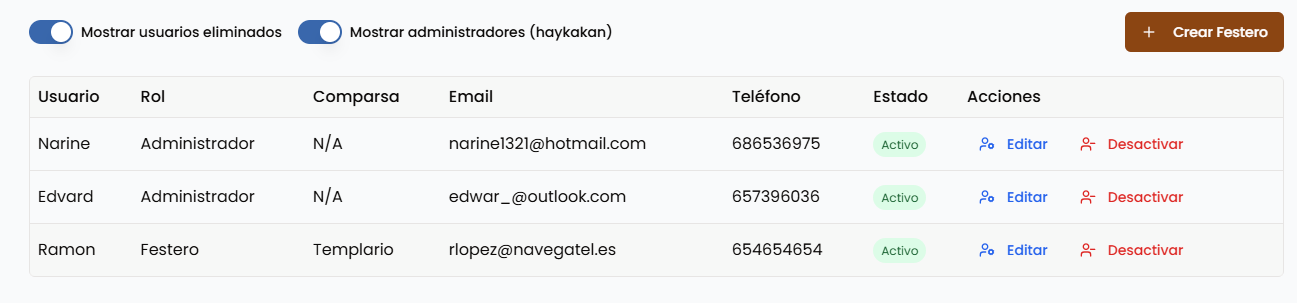 Mostrar usuarios eliminados Mostrar administradores (haykakan) + Crear Festero
Usuario Rol Comparsa Email Teléfono Estado Acciones
Narine Administrador N/A narine1321@hotmail.com 686536975 Activo Editar Desactivar
Edvard Administrador N/A edwar_@outlook.com 657396036 Activo Editar Desactivar
Ramon Festero Templario rlopez@navegatel.es 654654654 Activo Editar Desactivar